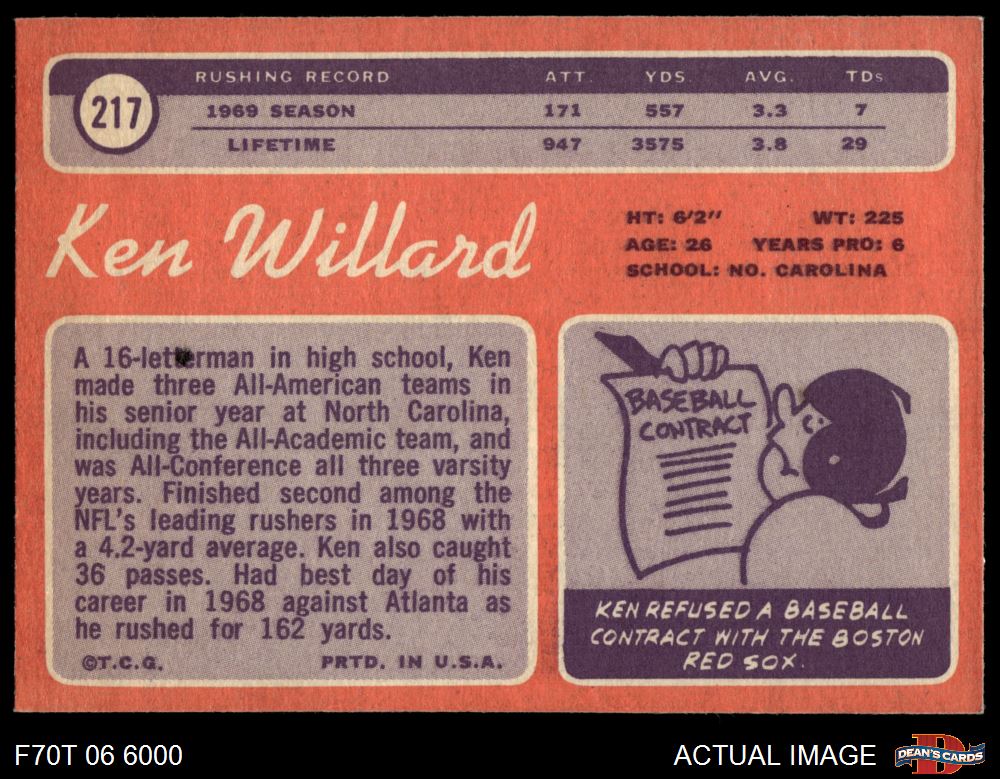 217
RUSHING RECORD ATT. YDS. AVG. TDs
1969 SEASON 171 557 3.3 7
LIFETIME 947 3575 3.8 29
Ken Willard
HT: 6'2" WT: 225
AGE: 26 YEARS PRO: 6
SCHOOL: NO. CAROLINA
A 16-letterman in high school, Ken
made three All-American teams in
his senior year at North Carolina,
including the All-Academic team, and
was All-Conference all three varsity
years. Finished second among the
NFL's leading rushers in 1968 with
a 4.2-yard average. Ken also caught
36 passes. Had best day of his
career in 1968 against Atlanta as
he rushed for 162 yards.
©T.C.G. PRTD. IN U.S.A.
BASEBALL
CONTRACT
KEN REFUSED A BASEBALL
CONTRACT WITH THE BOSTON
RED SOX.
F70T 06 6000
ACTUAL IMAGE
D
DEAN'S CARDS